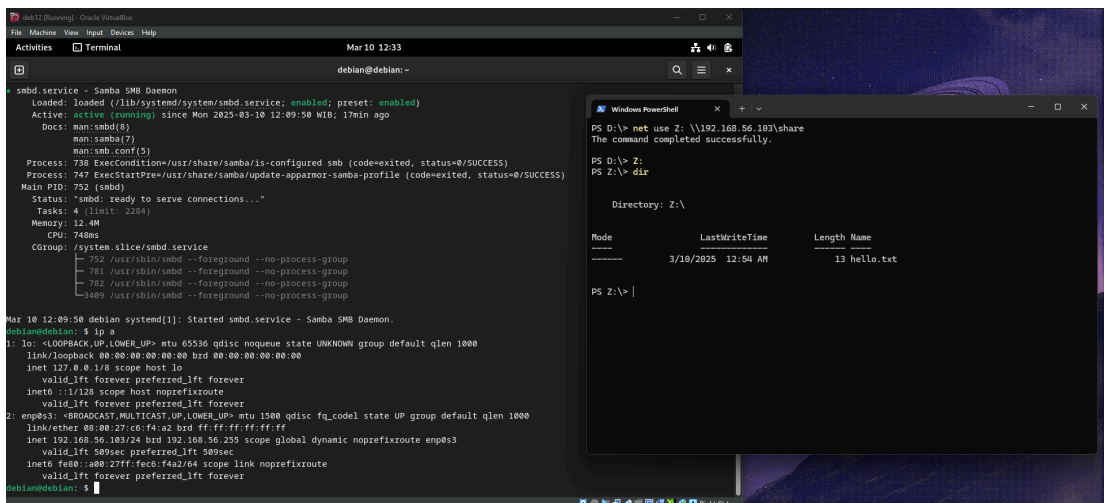 deb12 [Running] - Oracle VirtualBox
File Machine View Input Devices Help
Activities Terminal Mar 10 12:33
debian@debian: ~
smbd.service - Samba SMB Daemon
Loaded: loaded (/lib/systemd/system/smbd.service; enabled; preset: enabled)
Active: active (running) since Mon 2025-03-10 12:09:50 WIB; 17min ago
Docs: man:smbd(8)
man:samba(7)
man:smb.conf(5)
Process: 738 ExecCondition=/usr/share/samba/is-configured smb (code=exited, status=0/SUCCESS)
Process: 747 ExecStartPre=/usr/share/samba/update-apparmor-samba-profile (code=exited, status=0/SUCCESS)
Main PID: 752 (smbd)
Status: "smbd: ready to serve connections..."
Tasks: 4 (limit: 2284)
Memory: 12.4M
CPU: 748ms
CGroup: /system.slice/smbd.service
├─ 752 /usr/sbin/smbd --foreground --no-process-group
├─ 781 /usr/sbin/smbd --foreground --no-process-group
├─ 782 /usr/sbin/smbd --foreground --no-process-group
└─3409 /usr/sbin/smbd --foreground --no-process-group
Mar 10 12:09:50 debian systemd[1]: Started smbd.service - Samba SMB Daemon.
debian@debian:~$ ip a
1: lo: <LOOPBACK,UP,LOWER_UP> mtu 65536 qdisc noqueue state UNKNOWN group default qlen 1000
link/loopback 00:00:00:00:00:00 brd 00:00:00:00:00:00
inet 127.0.0.1/8 scope host lo
valid_lft forever preferred_lft forever
inet6 ::1/128 scope host noprefixroute
valid_lft forever preferred_lft forever
2: enp0s3: <BROADCAST,MULTICAST,UP,LOWER_UP> mtu 1500 qdisc fq_codel state UP group default qlen 1000
link/ether 08:00:27:c6:f4:a2 brd ff:ff:ff:ff:ff:ff
inet 192.168.56.103/24 brd 192.168.56.255 scope global dynamic noprefixroute enp0s3
valid_lft 509sec preferred_lft 509sec
inet6 fe80::a00:27ff:fec6:f4a2/64 scope link noprefixroute
valid_lft forever preferred_lft forever
debian@debian:~$
Windows PowerShell
PS D:\> net use Z: \\192.168.56.103\share
The command completed successfully.
PS D:\> Z:
PS Z:\> dir
Directory: Z:\
Mode LastWriteTime Length Name
---- ------------- ------ ----
------ 3/10/2025 12:54 AM 13 hello.txt
PS Z:\>